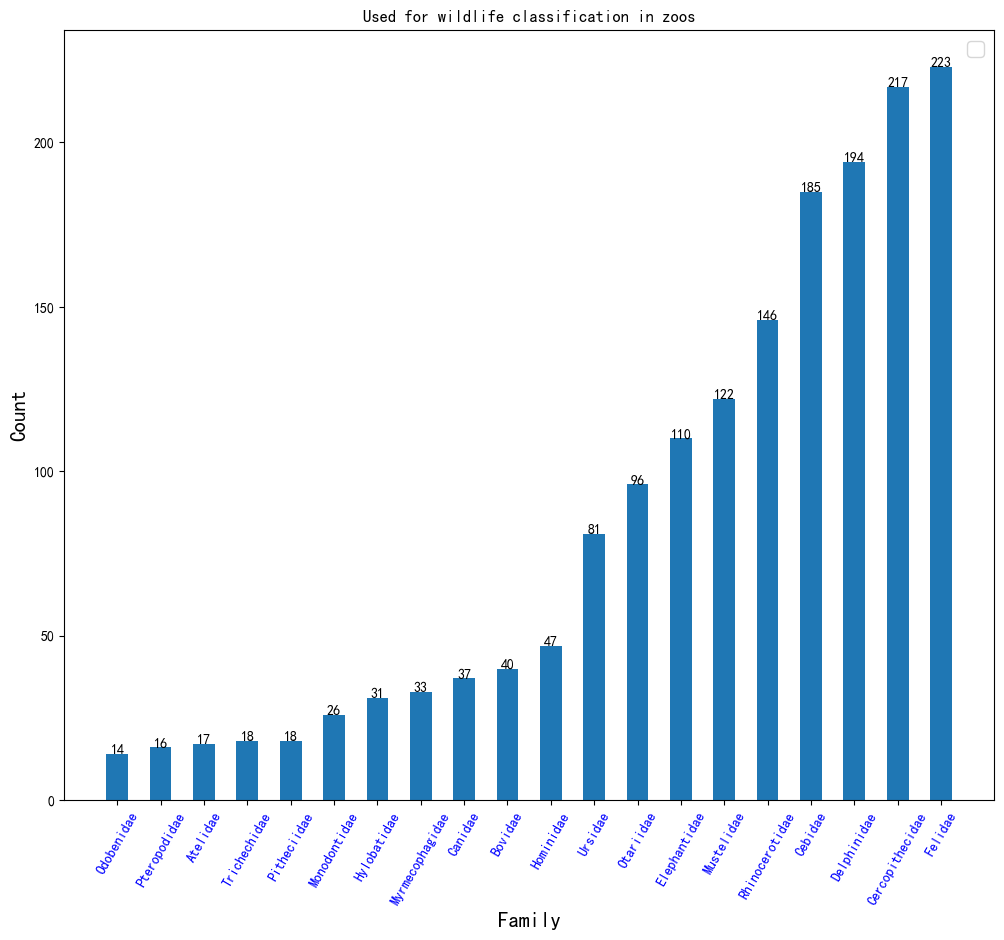 Used for wildlife classification in zoos
Count
200
150
100
50
0
14
16
17
18
18
26
31
33
37
40
47
81
96
110
122
146
185
194
217
223
Odobenidae
Pteropodidae
Atelidae
Trichechidae
Pitheciidae
Monodontidae
Hylobatidae
Myrmecophagidae
Canidae
Bovidae
Hominidae
Ursidae
Otariidae
Elephantidae
Mustelidae
Rhinocerotidae
Cebidae
Delphinidae
Cercopithecidae
Felidae
Family